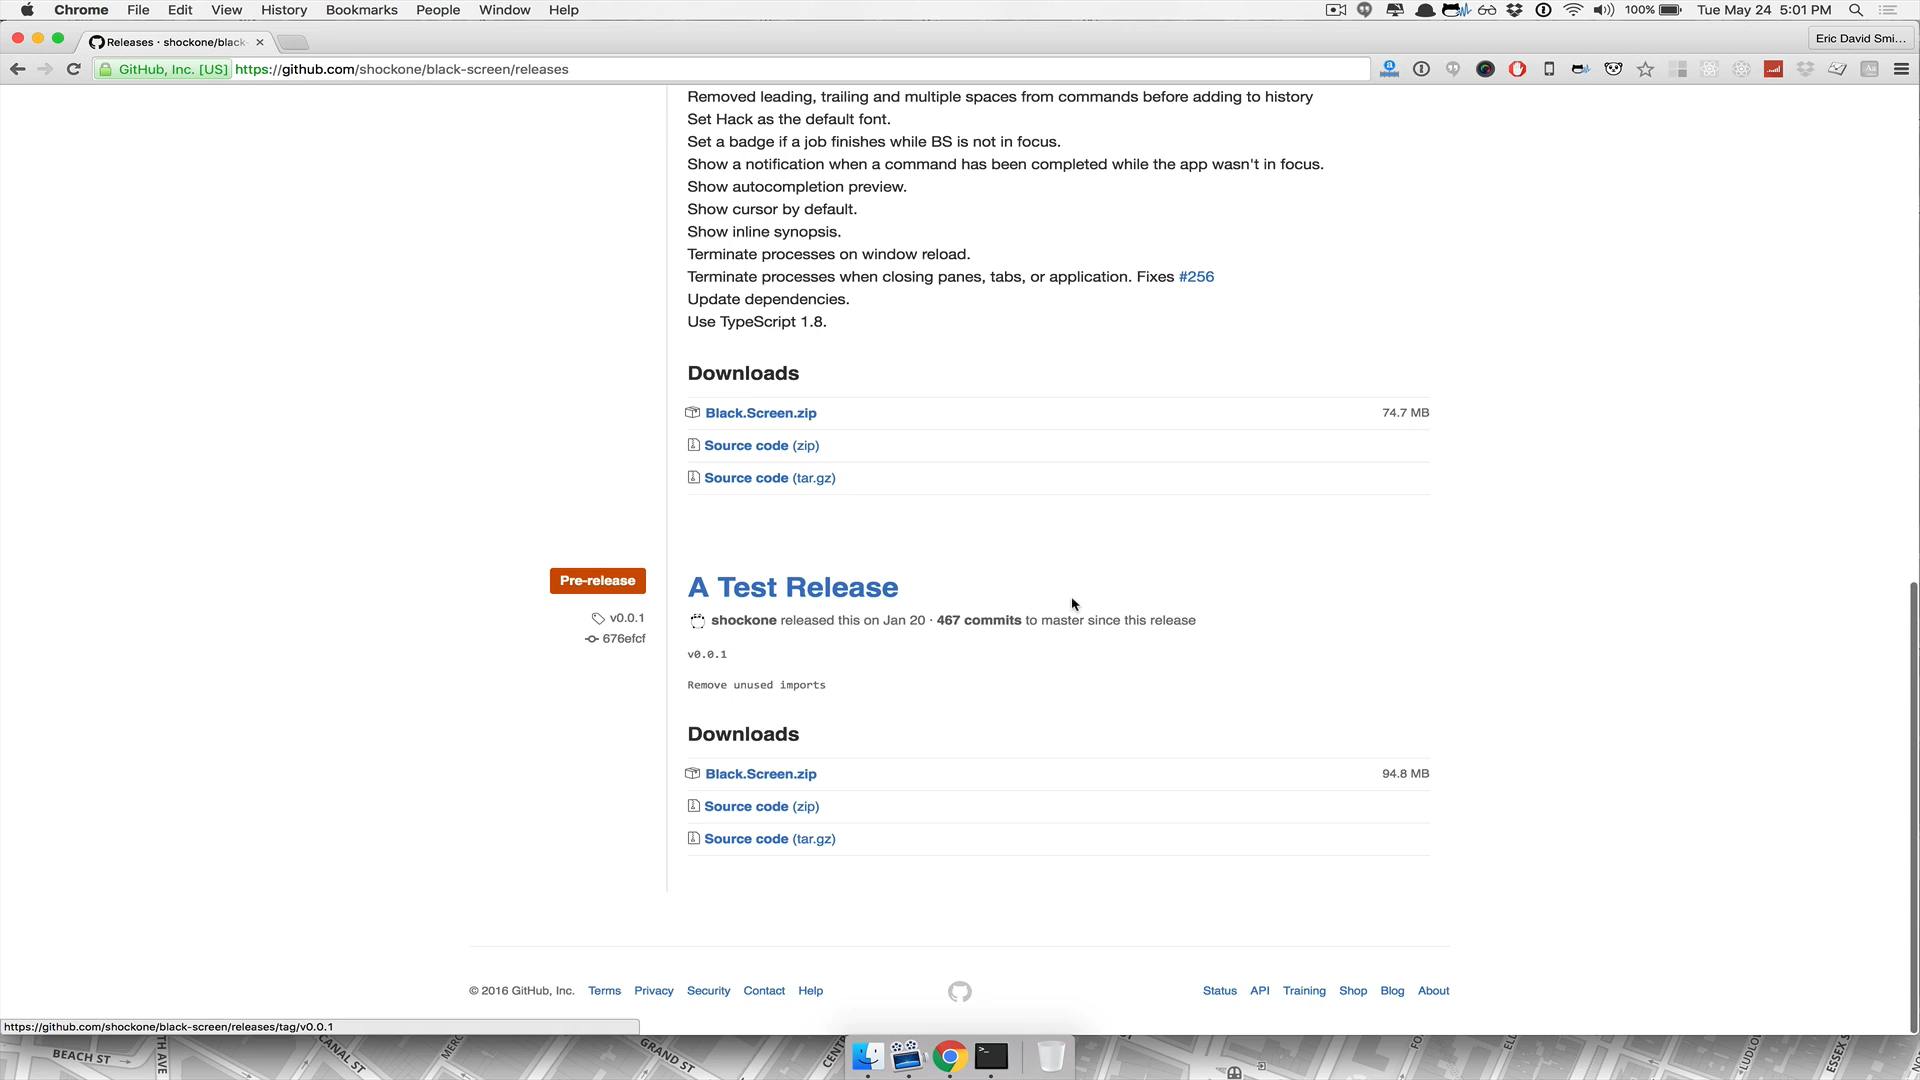 Chrome File Edit View History Bookmarks People Window Help 100% Tue May 24 5:01 PM
Releases · shockone/black- Eric David Smi...
GitHub, Inc. [US] https://github.com/shockone/black-screen/releases
Removed leading, trailing and multiple spaces from commands before adding to history
Set Hack as the default font.
Set a badge if a job finishes while BS is not in focus.
Show a notification when a command has been completed while the app wasn't in focus.
Show autocompletion preview.
Show cursor by default.
Show inline synopsis.
Terminate processes on window reload.
Terminate processes when closing panes, tabs, or application. Fixes #256
Update dependencies.
Use TypeScript 1.8.
Downloads
Black.Screen.zip 74.7 MB
Source code (zip)
Source code (tar.gz)
Pre-release
A Test Release
v0.0.1
shockone released this on Jan 20 · 467 commits to master since this release
676efcf
v0.0.1
Remove unused imports
Downloads
Black.Screen.zip 94.8 MB
Source code (zip)
Source code (tar.gz)
© 2016 GitHub, Inc. Terms Privacy Security Contact Help Status API Training Shop Blog About
https://github.com/shockone/black-screen/releases/tag/v0.0.1
BEACH ST
CANAL ST
GRAND ST
ESSEX S